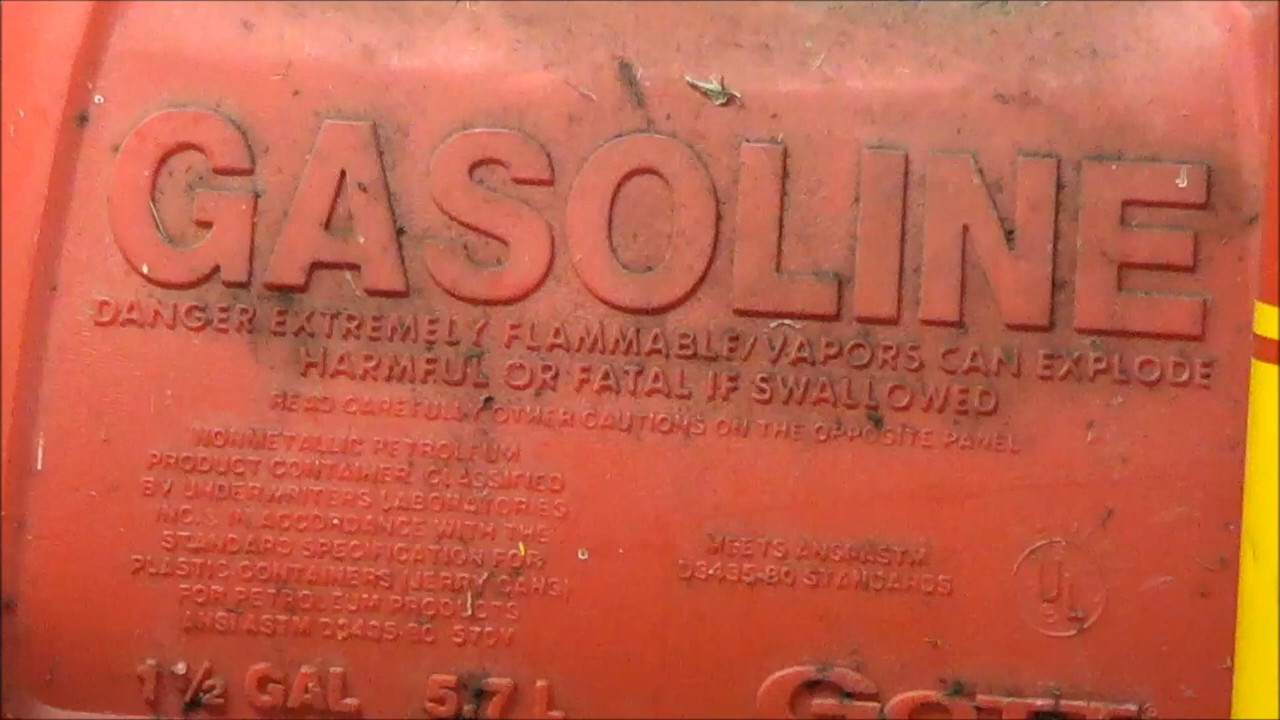 GASOLINE
DANGER EXTREMELY FLAMMABLE/VAPORS CAN EXPLODE
HARMFUL OR FATAL IF SWALLOWED
READ CAREFULLY OTHER CAUTIONS ON THE OPPOSITE PANEL
NONMETALLIC PETROLEUM
PRODUCT CONTAINER CLASSIFIED
BY UNDERWRITERS LABORATORIES
INC.® IN ACCORDANCE WITH THE
STANDARD SPECIFICATION FOR
PLASTIC CONTAINERS (JERRY CANS)
FOR PETROLEUM PRODUCTS
ANSI/ASTM D3435-80
MEETS ANSI/ASTM
D3435-80 STANDARDS
UL
1 1/2 GAL 5.7 L
GOTT